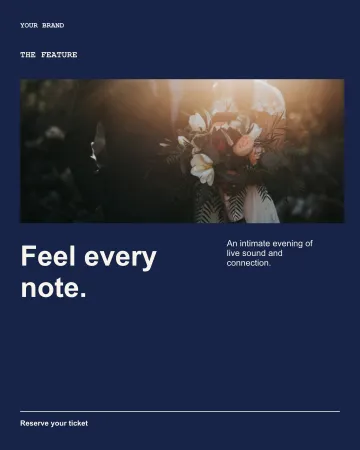 YOUR BRAND
THE FEATURE
Feel every
note.
An intimate evening of
live sound and
connection.
Reserve your ticket